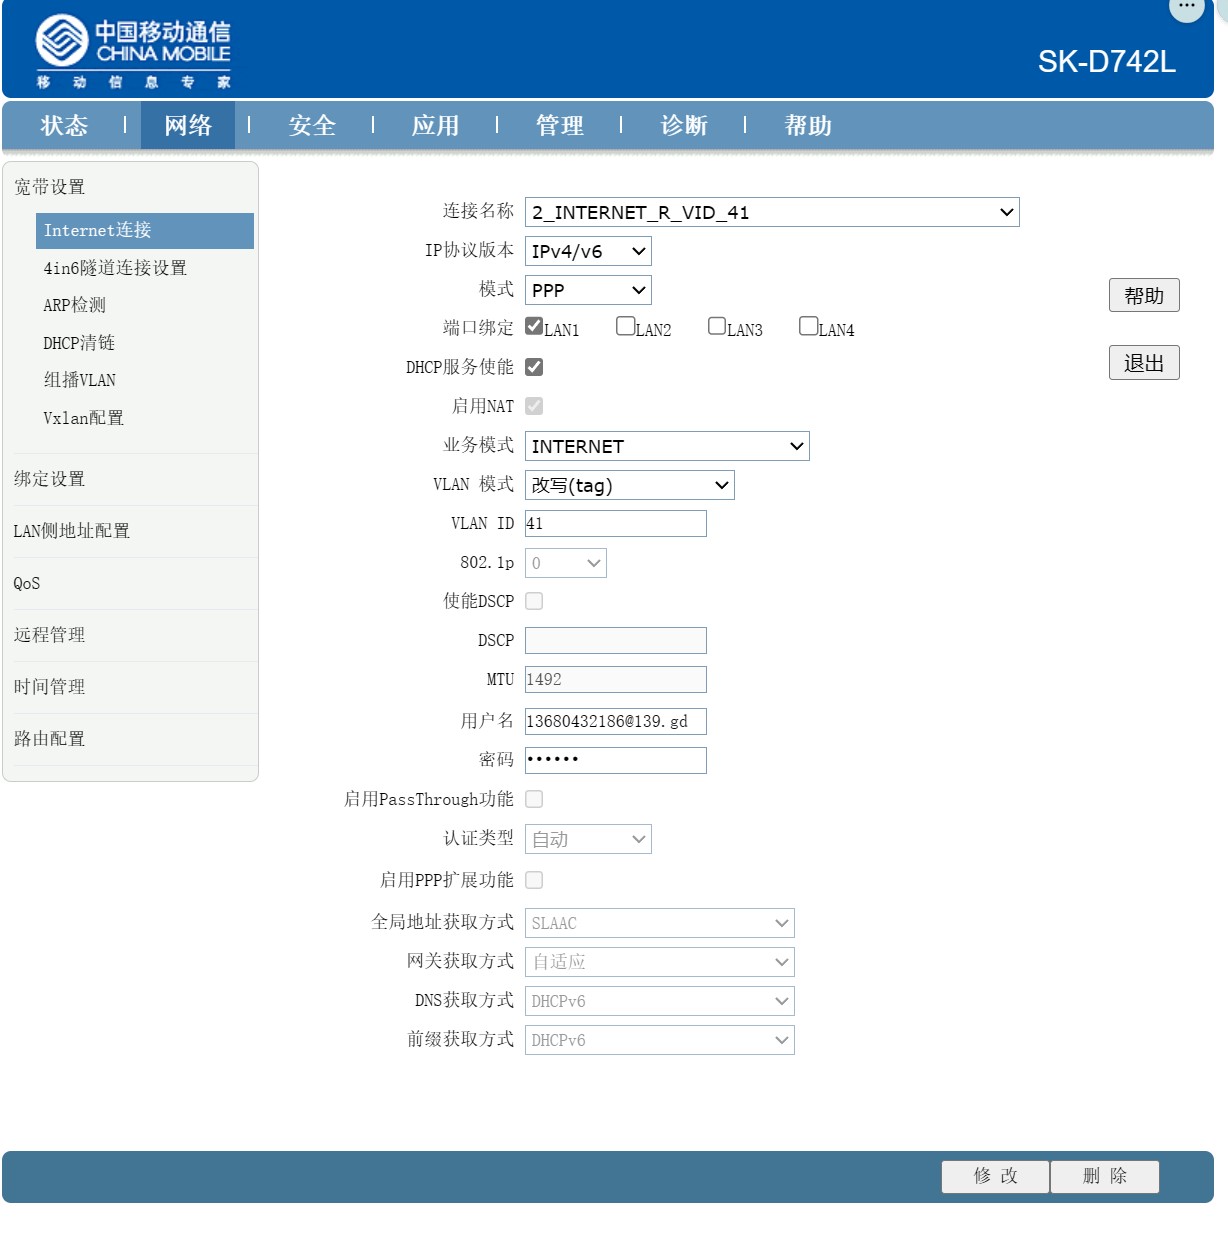 中国移动通信
CHINA MOBILE
移动信息专家
SK-D742L
状态 网络 安全 应用 管理 诊断 帮助
宽带设置
Internet连接
4in6隧道连接设置
ARP检测
DHCP清链
组播VLAN
Vxlan配置
绑定设置
LAN侧地址配置
QoS
远程管理
时间管理
路由配置
连接名称 2_INTERNET_R_VID_41
IP协议版本 IPv4/v6
模式 PPP
端口绑定 LAN1 LAN2 LAN3 LAN4
DHCP服务使能
启用NAT
业务模式 INTERNET
VLAN 模式 改写(tag)
VLAN ID 41
802.1p 0
使能DSCP
DSCP
MTU 1492
用户名 13680432186@139.gd
密码 ••••••
启用PassThrough功能
认证类型 自动
启用PPP扩展功能
全局地址获取方式 SLAAC
网关获取方式 自适应
DNS获取方式 DHCPv6
前缀获取方式 DHCPv6
帮助
退出
修 改 删 除